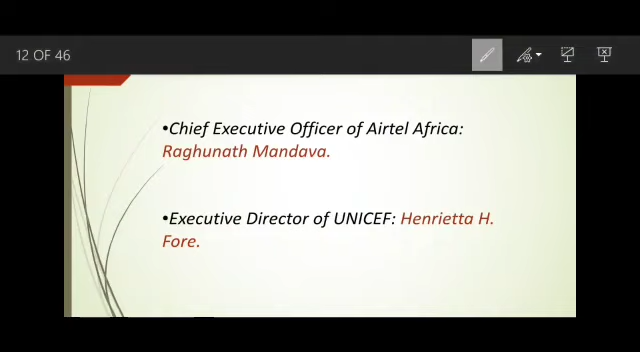 12 OF 46
•Chief Executive Officer of Airtel Africa:
Raghunath Mandava.
•Executive Director of UNICEF: Henrietta H.
Fore.